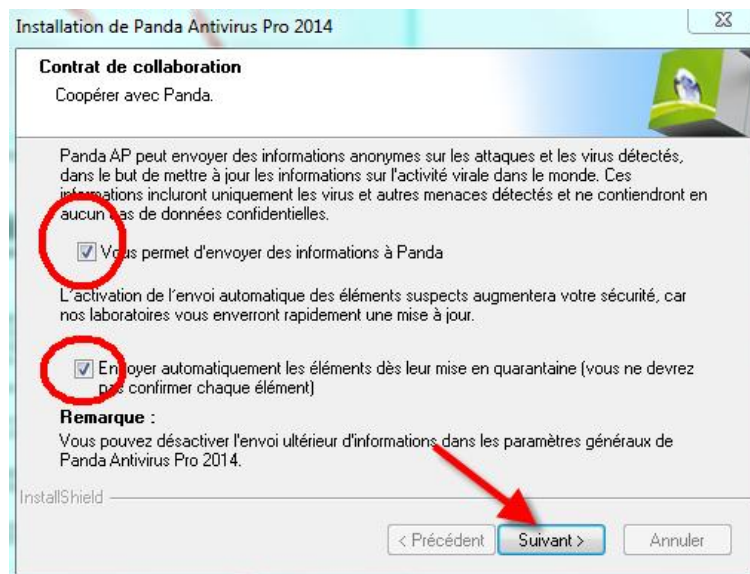 Installation de Panda Antivirus Pro 2014
Contrat de collaboration
Coopérer avec Panda.
Panda AP peut envoyer des informations anonymes sur les attaques et les virus détectés,
dans le but de mettre à jour les informations sur l'activité virale dans le monde. Ces
informations incluront uniquement les virus et autres menaces détectés et ne contiendront en
aucun cas de données confidentielles.
Vous permet d'envoyer des informations à Panda
L'activation de l'envoi automatique des éléments suspects augmentera votre sécurité, car
nos laboratoires vous enverront rapidement une mise à jour.
Envoyer automatiquement les éléments dès leur mise en quarantaine (vous ne devrez
pas confirmer chaque élément)
Remarque :
Vous pouvez désactiver l'envoi ultérieur d'informations dans les paramètres généraux de
Panda Antivirus Pro 2014.
InstallShield
< Précédent
Suivant >
Annuler